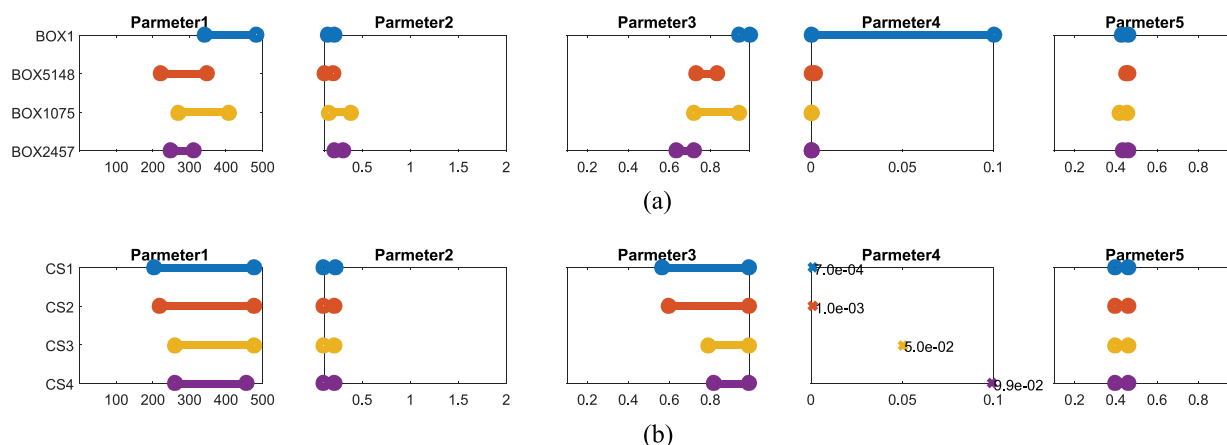 Parmeter1 Parmeter2 Parmeter3 Parmeter4 Parmeter5
BOX1
BOX5148
BOX1075
BOX2457
100 200 300 400 500 0.5 1 1.5 2 0.2 0.4 0.6 0.8 0 0.05 0.1 0.2 0.4 0.6 0.8
(a)
Parmeter1 Parmeter2 Parmeter3 Parmeter4 Parmeter5
CS1 7.0e-04
CS2 1.0e-03
CS3 5.0e-02
CS4 9.9e-02
100 200 300 400 500 0.5 1 1.5 2 0.2 0.4 0.6 0.8 0 0.05 0.1 0.2 0.4 0.6 0.8
(b)